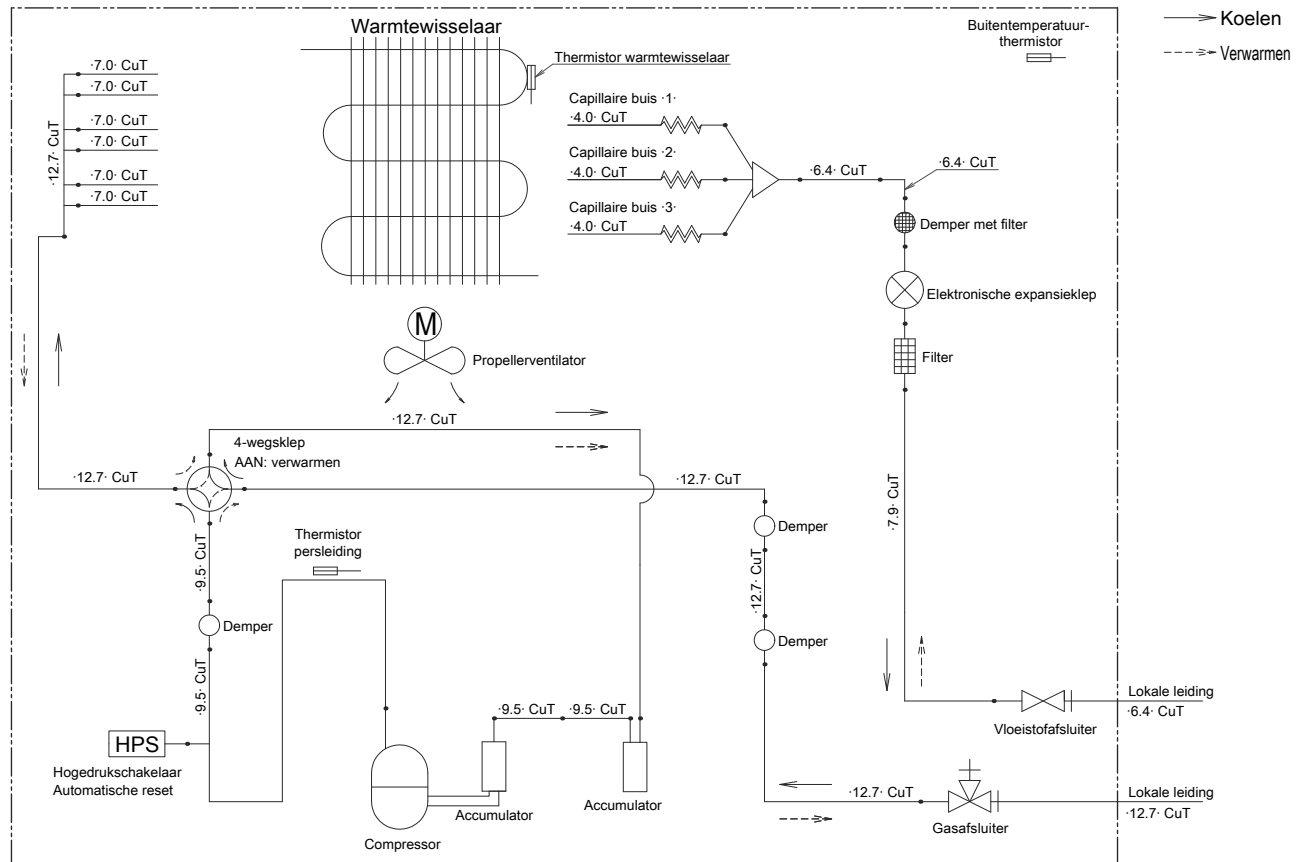 Warmtewisselaar
Buitentemperatuur-
thermistor
Koelen
Verwarmen
Thermistor warmtewisselaar
·7.0· CuT
·7.0· CuT
·7.0· CuT
·7.0· CuT
·7.0· CuT
·7.0· CuT
·12.7· CuT
Capillaire buis ·1·
·4.0· CuT
Capillaire buis ·2·
·4.0· CuT
Capillaire buis ·3·
·4.0· CuT
·6.4· CuT
·6.4· CuT
Demper met filter
Elektronische expansieklep
Filter
M
Propellerventilator
·12.7· CuT
4-wegsklep
AAN: verwarmen
·12.7· CuT
·12.7· CuT
·7.9· CuT
·9.5· CuT
Thermistor
persleiding
Demper
·12.7· CuT
Demper
Demper
·9.5· CuT
HPS
Hogedrukschakelaar
Automatische reset
·9.5· CuT
·9.5· CuT
Compressor
Accumulator
Accumulator
Vloeistofafsluiter
Lokale leiding
·6.4· CuT
·12.7· CuT
Gasafsluiter
Lokale leiding
·12.7· CuT